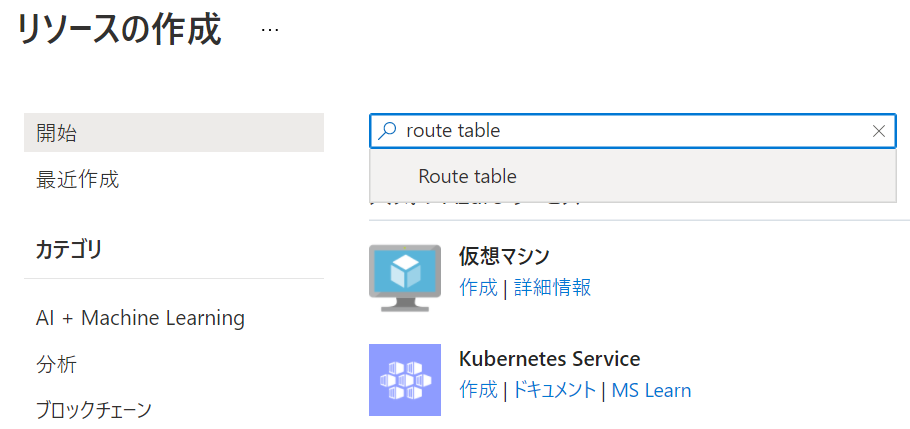 リソースの作成 …
開始
最近作成
カテゴリ
AI + Machine Learning
分析
ブロックチェーン
route table
Route table
仮想マシン
作成 | 詳細情報
Kubernetes Service
作成 | ドキュメント | MS Learn